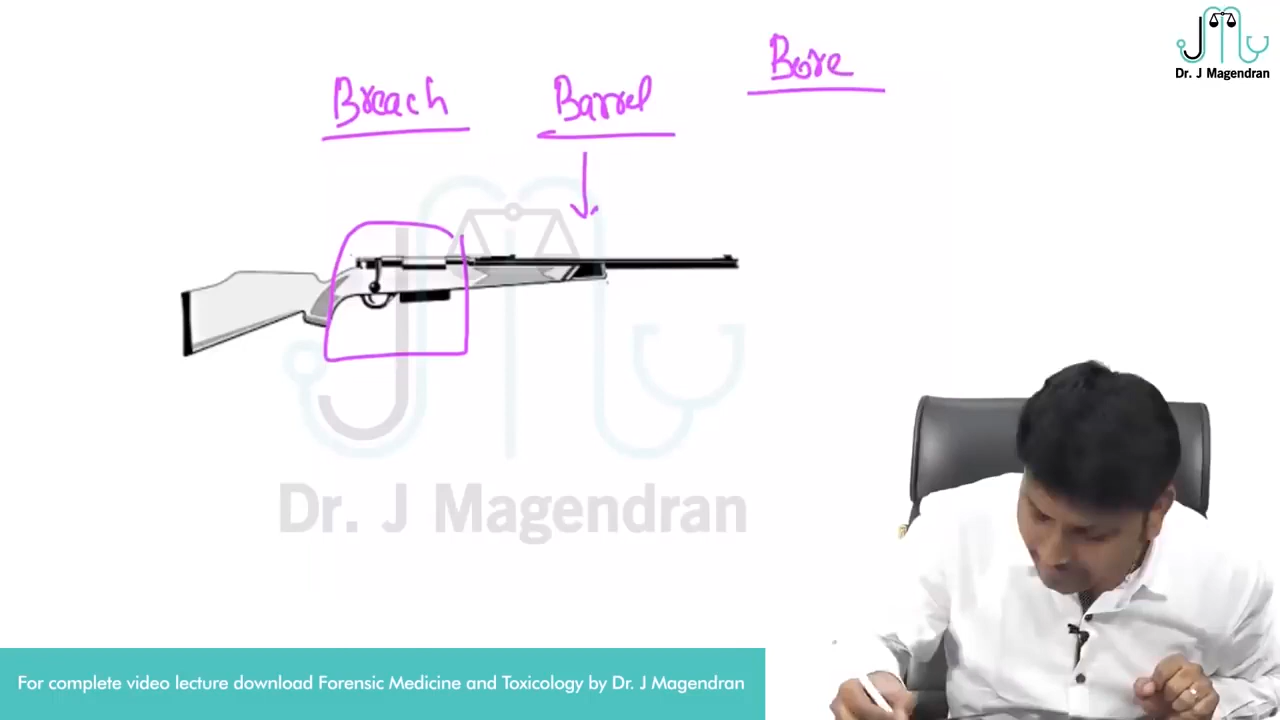 Bore
Breach
Barrel
Dr. J Magendran
Dr. J Magendran
For complete video lecture download Forensic Medicine and Toxicology by Dr. J Magendran